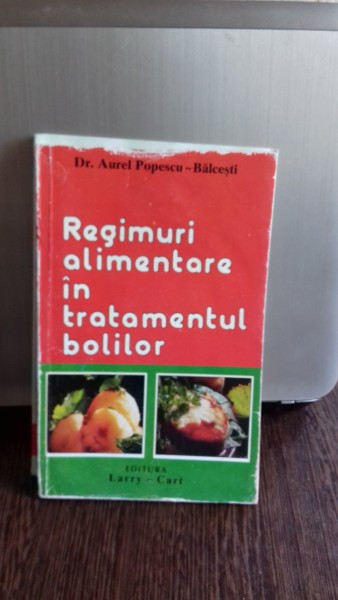 Dr. Aurel Popescu - Bălcești
Regimuri
alimentare
în
tratamentul
bolilor
EDITURA
Larry - Cart